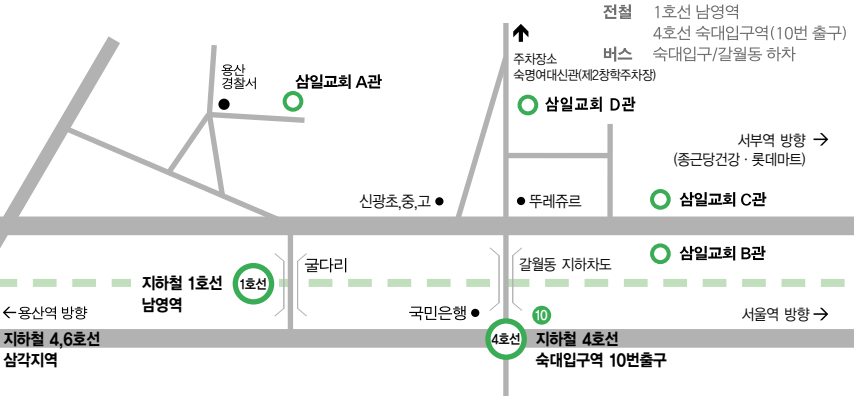 전철 1호선 남영역
4호선 숙대입구역(10번 출구)
버스 숙대입구/갈월동 하차
주차장소
숙명여대신관(제2창학주차장)
용산
경찰서
삼일교회 A관
삼일교회 D관
서부역 방향
(종근당건강 · 롯데마트)
신광초,중,고
뚜레쥬르
삼일교회 C관
삼일교회 B관
굴다리
갈월동 지하차도
지하철 1호선
남영역
1호선
용산역 방향
국민은행
10
서울역 방향
지하철 4,6호선
삼각지역
4호선
지하철 4호선
숙대입구역 10번출구